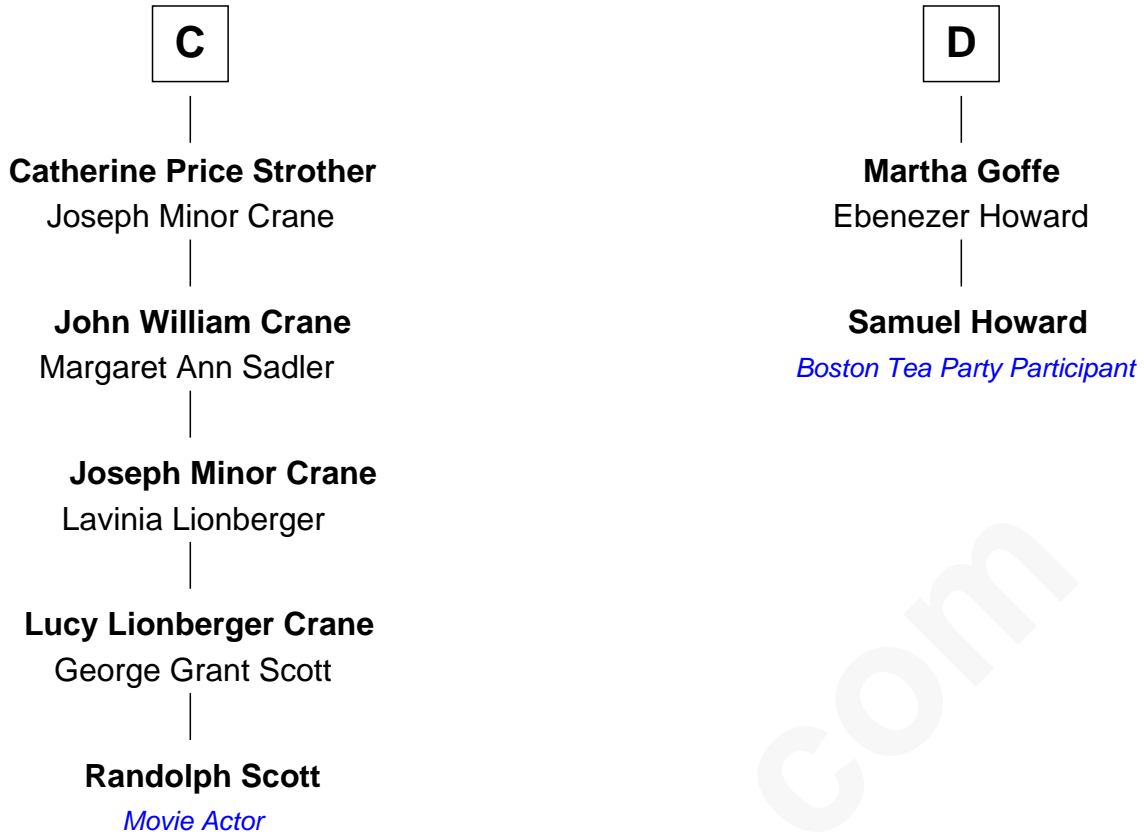 C
Catherine Price Strother
Joseph Minor Crane
John William Crane
Margaret Ann Sadler
Joseph Minor Crane
Lavinia Lionberger
Lucy Lionberger Crane
George Grant Scott
Randolph Scott
Movie Actor
D
Martha Goffe
Ebenezer Howard
Samuel Howard
Boston Tea Party Participant
com